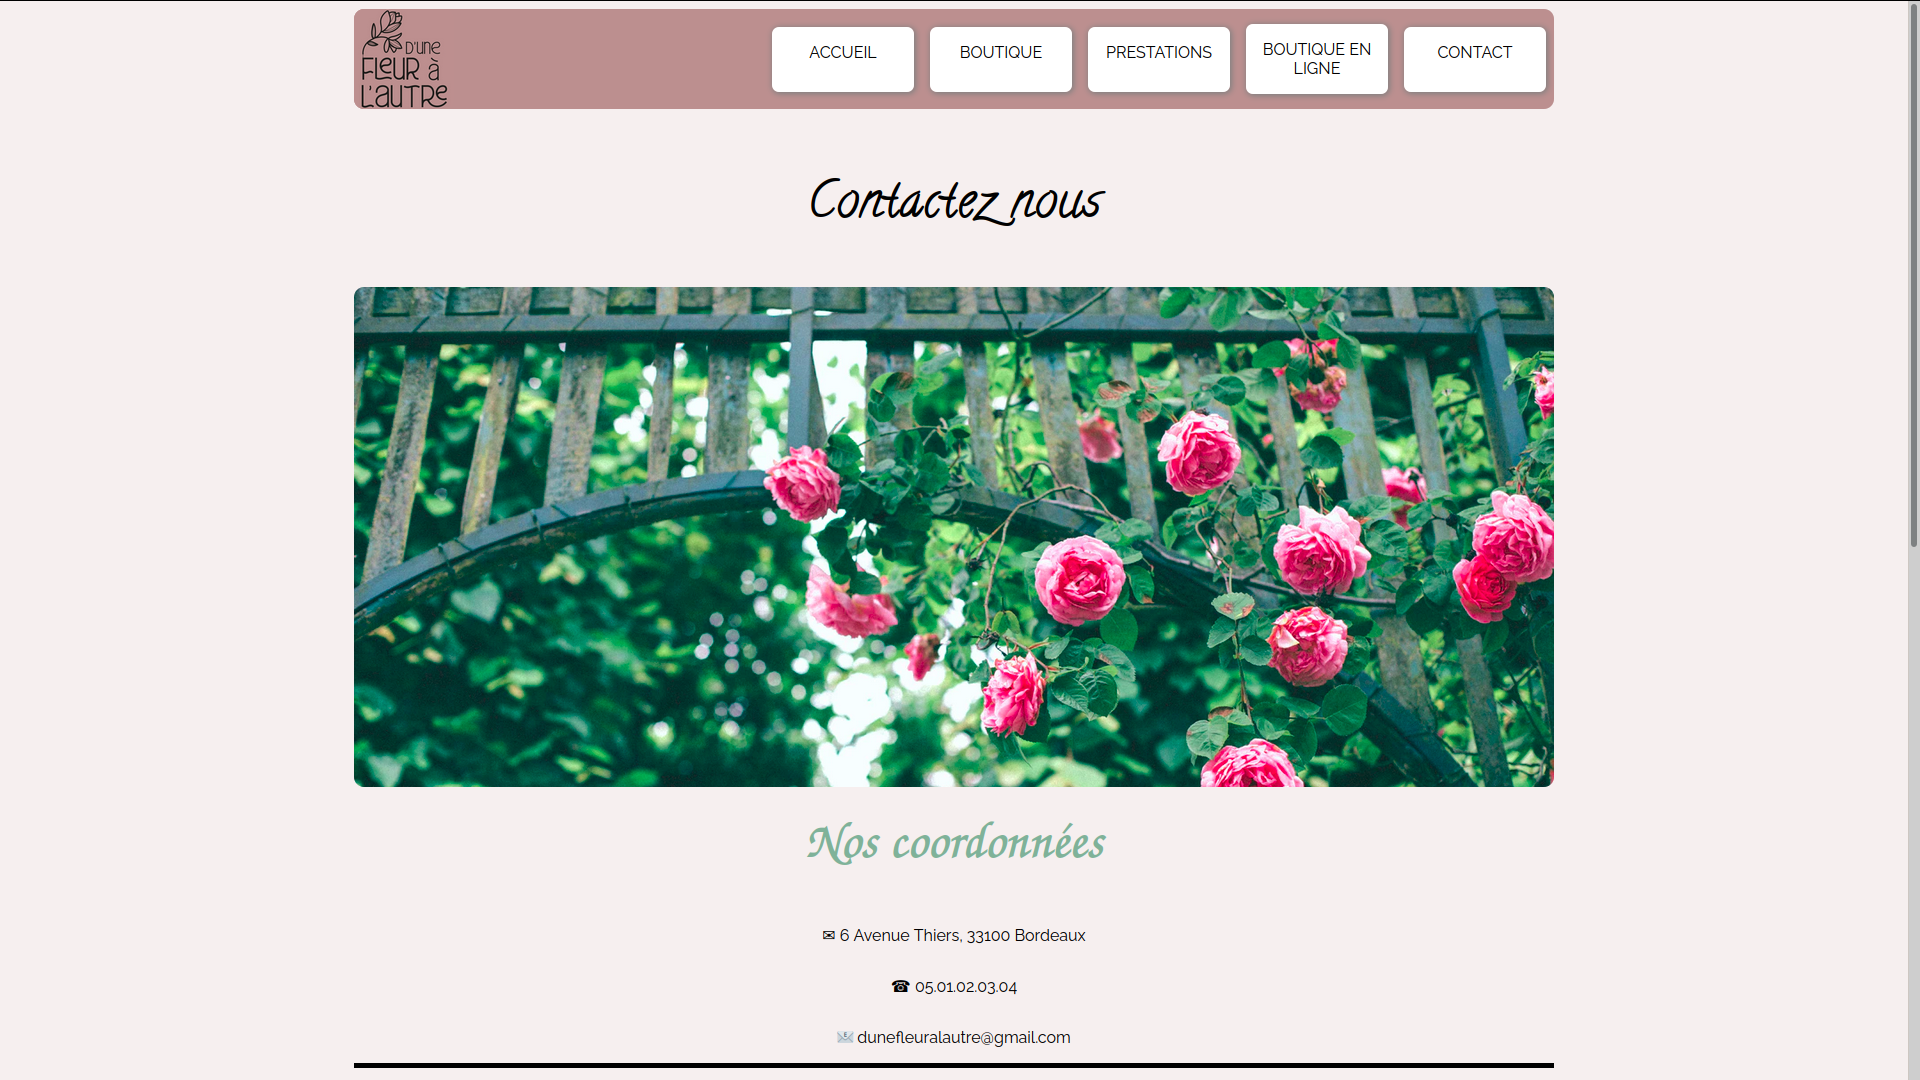 D'UNE
FLEUR À
L'AUTRE
ACCUEIL
BOUTIQUE
PRESTATIONS
BOUTIQUE EN
LIGNE
CONTACT
Contactez nous
Nos coordonnées
✉ 6 Avenue Thiers, 33100 Bordeaux
☎ 05.01.02.03.04
📧 dunefleuralautre@gmail.com